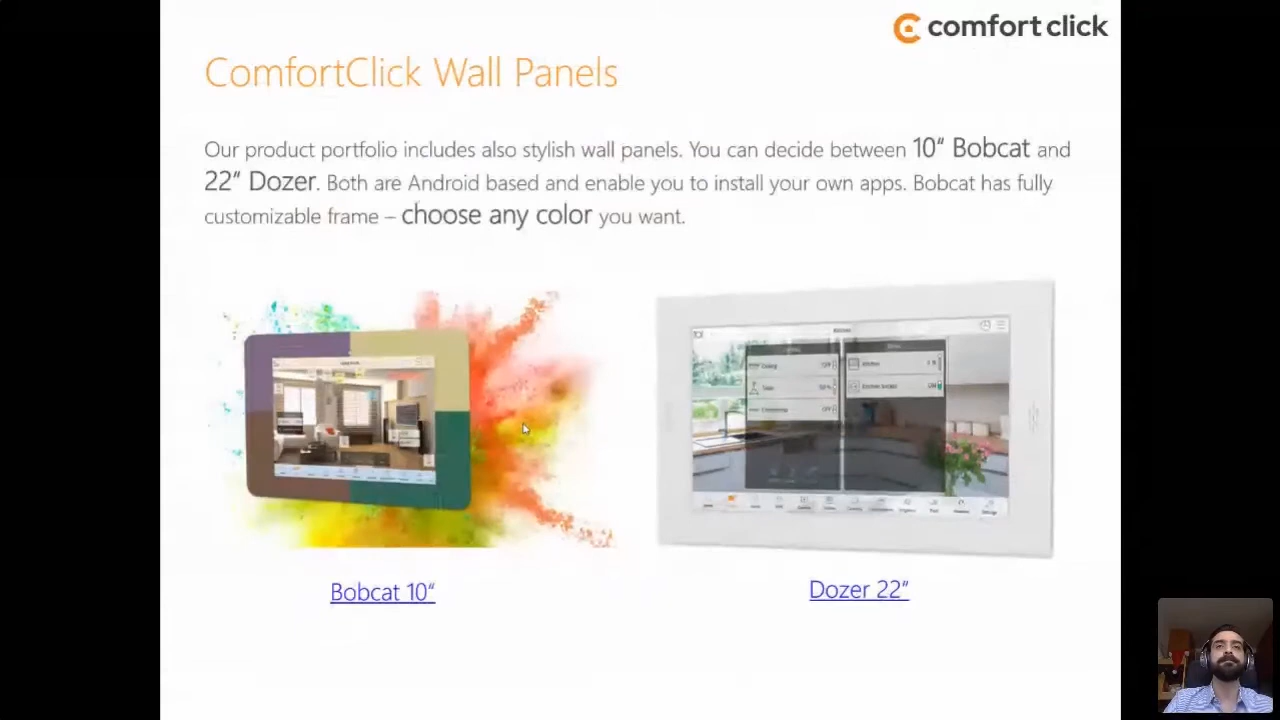 comfort click
ComfortClick Wall Panels
Our product portfolio includes also stylish wall panels. You can decide between 10“ Bobcat and
22“ Dozer. Both are Android based and enable you to install your own apps. Bobcat has fully
customizable frame – choose any color you want.
Bobcat 10“
Dozer 22“